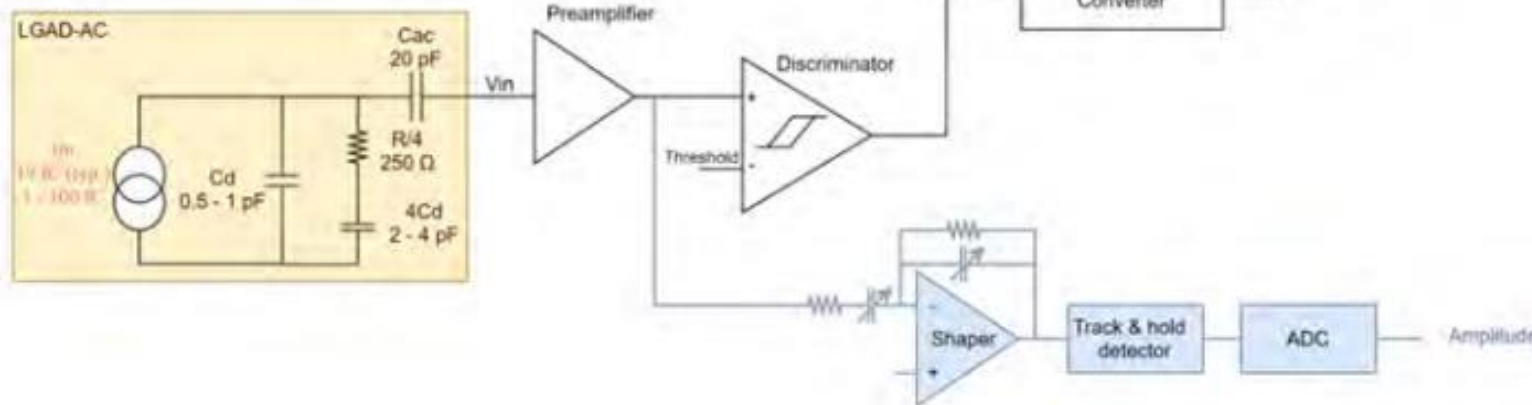 Preamplifier
Converter
LGAD-AC
Cac
20 pF
Vin
Discriminator
R/4
250 Ω
Threshold
+
-
Cd
0.5 - 1 pF
4Cd
2 - 4 pF
-
Shaper
+
Track & hold
detector
ADC
Amplitude